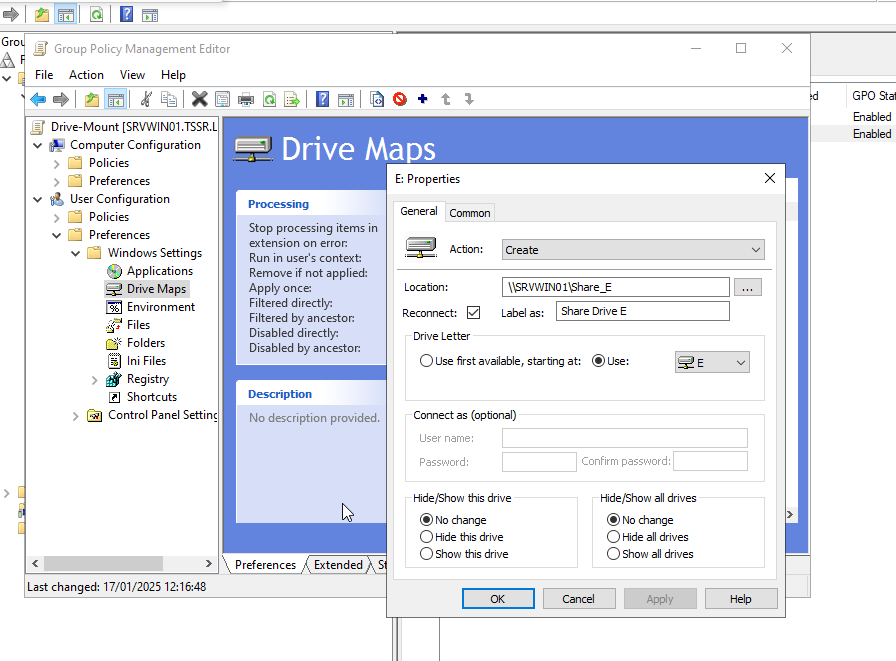 Grou
Group Policy Management Editor
File Action View Help
ed GPO Stat
Enabled
Enabled
Drive-Mount [SRVWIN01.TSSR.L
Computer Configuration
Policies
Preferences
User Configuration
Policies
Preferences
Windows Settings
Applications
Drive Maps
Environment
Files
Folders
Ini Files
Registry
Shortcuts
Control Panel Setting
Drive Maps
Processing
Stop processing items in
extension on error:
Run in user's context:
Remove if not applied:
Apply once:
Filtered directly:
Filtered by ancestor:
Disabled directly:
Disabled by ancestor:
Description
No description provided.
Preferences Extended St
Last changed: 17/01/2025 12:16:48
E: Properties
General Common
Action: Create
Location: \\SRVWIN01\Share_E ...
Reconnect: Label as: Share Drive E
Drive Letter
Use first available, starting at: Use: E
Connect as (optional)
User name:
Password: Confirm password:
Hide/Show this drive
No change
Hide this drive
Show this drive
Hide/Show all drives
No change
Hide all drives
Show all drives
OK Cancel Apply Help